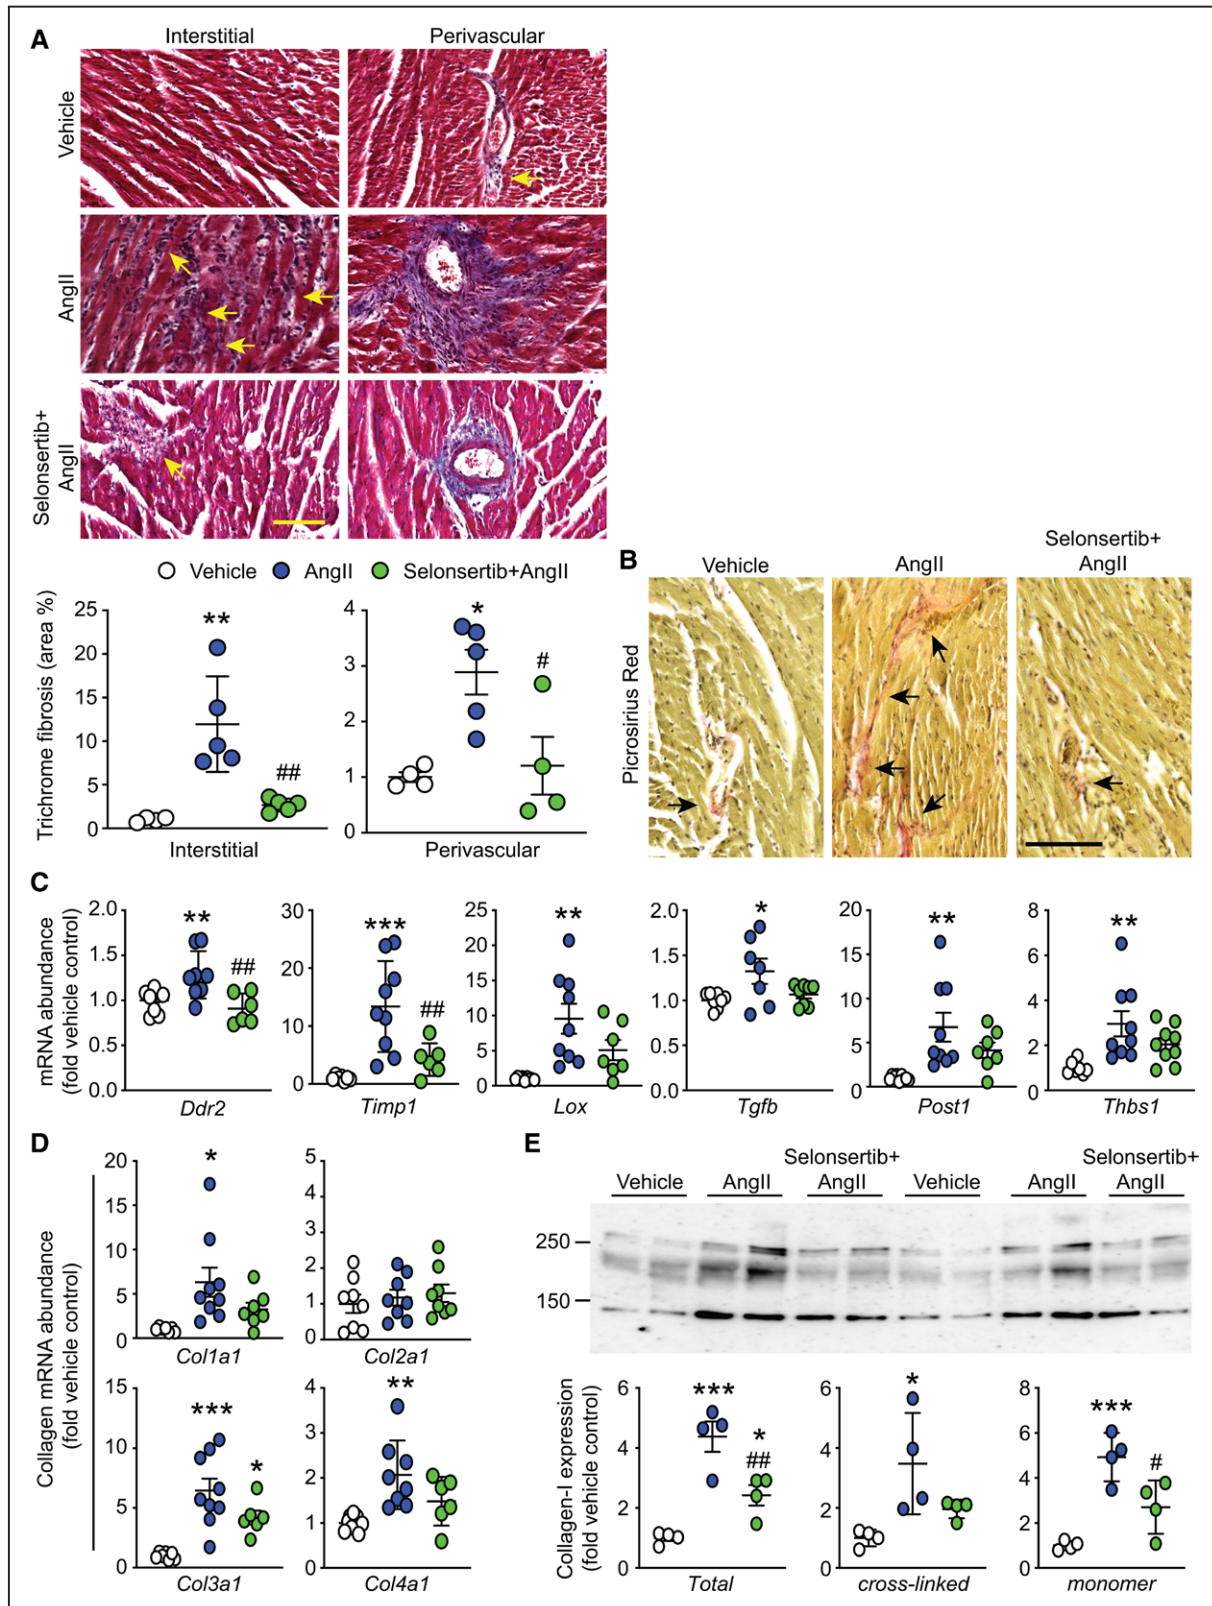 A
Interstitial
Perivascular
Vehicle
AngII
Selonsertib+
AngII
Vehicle AngII Selonsertib+AngII
Trichrome fibrosis (area %)
25
20
15
10
5
0
**
##
Interstitial
4
3
2
1
0
*
#
Perivascular
B
Vehicle
AngII
Selonsertib+
AngII
Picrosirius Red
C
mRNA abundance
(fold vehicle control)
2.0
1.5
1.0
0.5
0.0
**
##
Ddr2
30
20
10
0
***
##
Timp1
25
20
15
10
5
0
**
Lox
2.0
1.5
1.0
0.5
0.0
*
Tgfb
20
15
10
5
0
**
Post1
8
6
4
2
0
**
Thbs1
D
Collagen mRNA abundance
(fold vehicle control)
20
15
10
5
0
*
Col1a1
5
4
3
2
1
0
Col2a1
15
10
5
0
***
*
Col3a1
4
3
2
1
0
**
Col4a1
E
Vehicle
AngII
Selonsertib+
AngII
Vehicle
AngII
Selonsertib+
AngII
250
150
Collagen-I expression
(fold vehicle control)
6
4
2
0
***
*
##
Total
6
4
2
0
*
cross-linked
8
6
4
2
0
***
#
monomer